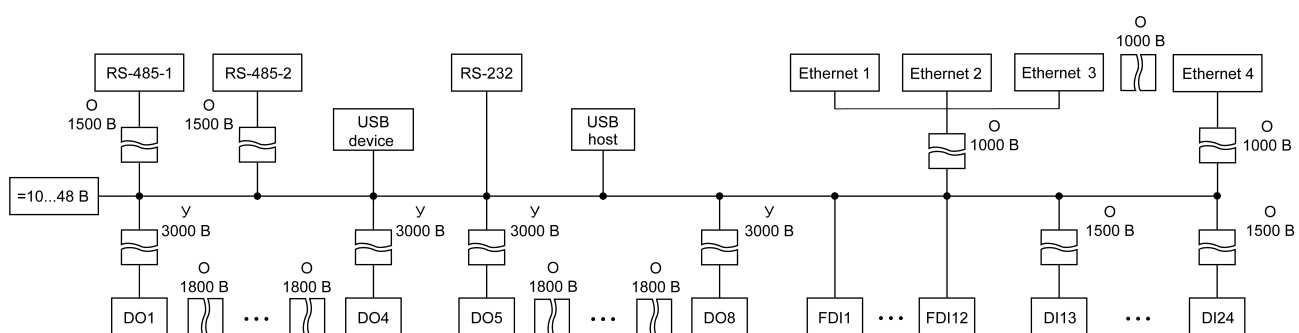 О
1000 В
RS-485-1
RS-485-2
RS-232
Ethernet 1
Ethernet 2
Ethernet 3
Ethernet 4
О
1500 В
О
1500 В
USB
device
USB
host
О
1000 В
О
1000 В
=10...48 В
У
3000 В
У
3000 В
У
3000 В
У
3000 В
О
1500 В
О
1500 В
О
1800 В
О
1800 В
О
1800 В
О
1800 В
DO1
...
DO4
DO5
...
DO8
FDI1
...
FDI12
DI13
...
DI24